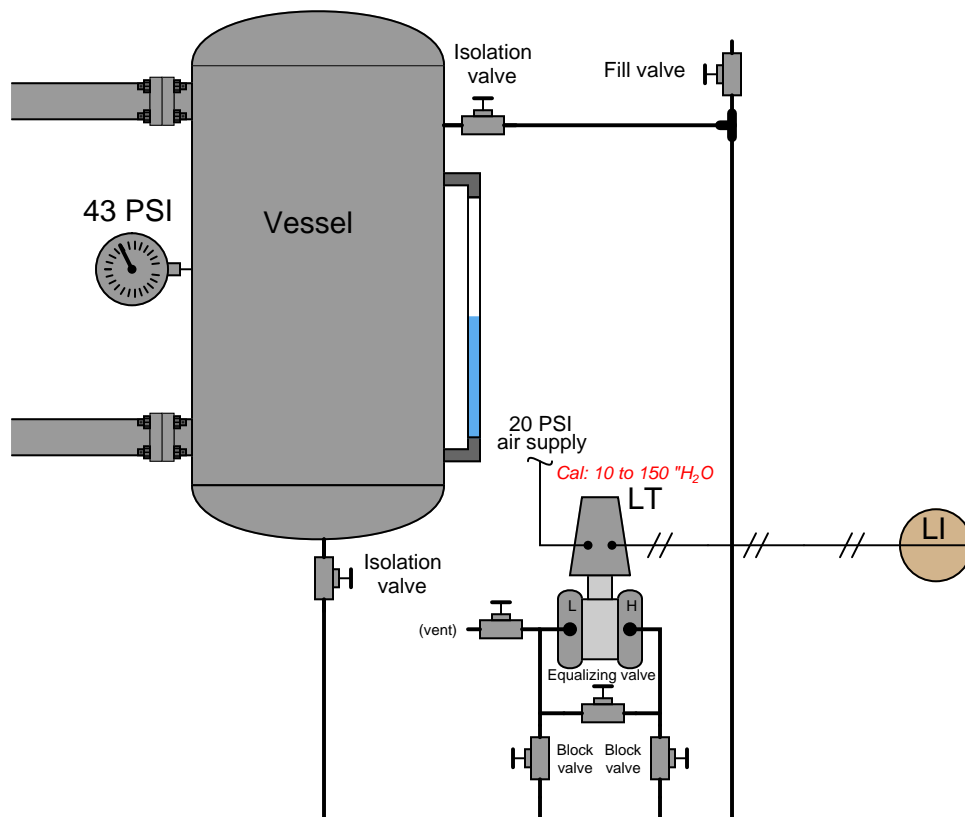 Isolation
valve
Fill valve
43 PSI
Vessel
20 PSI
air supply
Cal: 10 to 150 "H₂O
LT
LI
Isolation
valve
L
H
(vent)
Equalizing valve
Block
valve
Block
valve